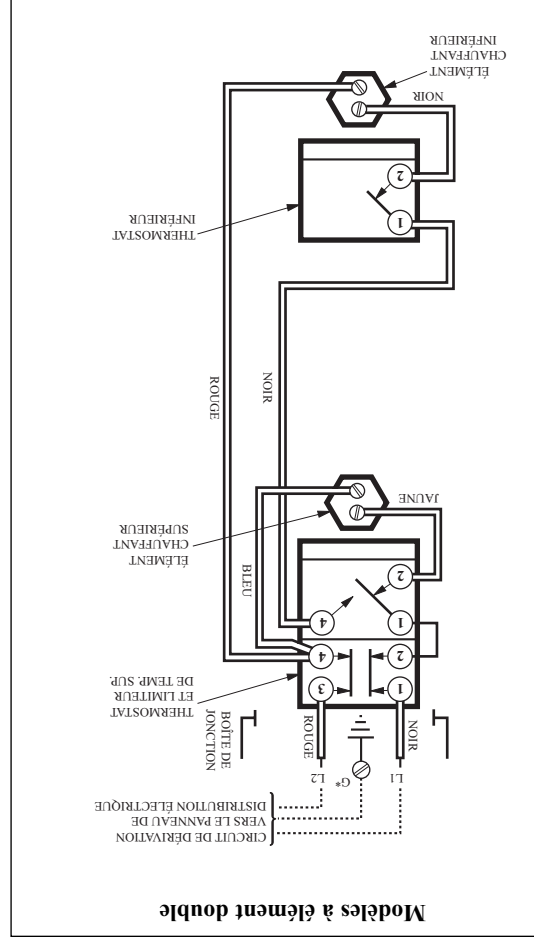 Modèles à élément double
CIRCUIT DE DÉRIVATION
VERS LE PANNEAU DE
DISTRIBUTION ÉLECTRIQUE
L1
G*
L2
NOIR
ROUGE
BOÎTE DE
JONCTION
1
3
2
4
THERMOSTAT
ET LIMITEUR
DE TEMP. SUP.
1
4
2
BLEU
JAUNE
ÉLÉMENT
CHAUFFANT
SUPÉRIEUR
NOIR
ROUGE
1
2
THERMOSTAT
INFÉRIEUR
NOIR
ÉLÉMENT
CHAUFFANT
INFÉRIEUR